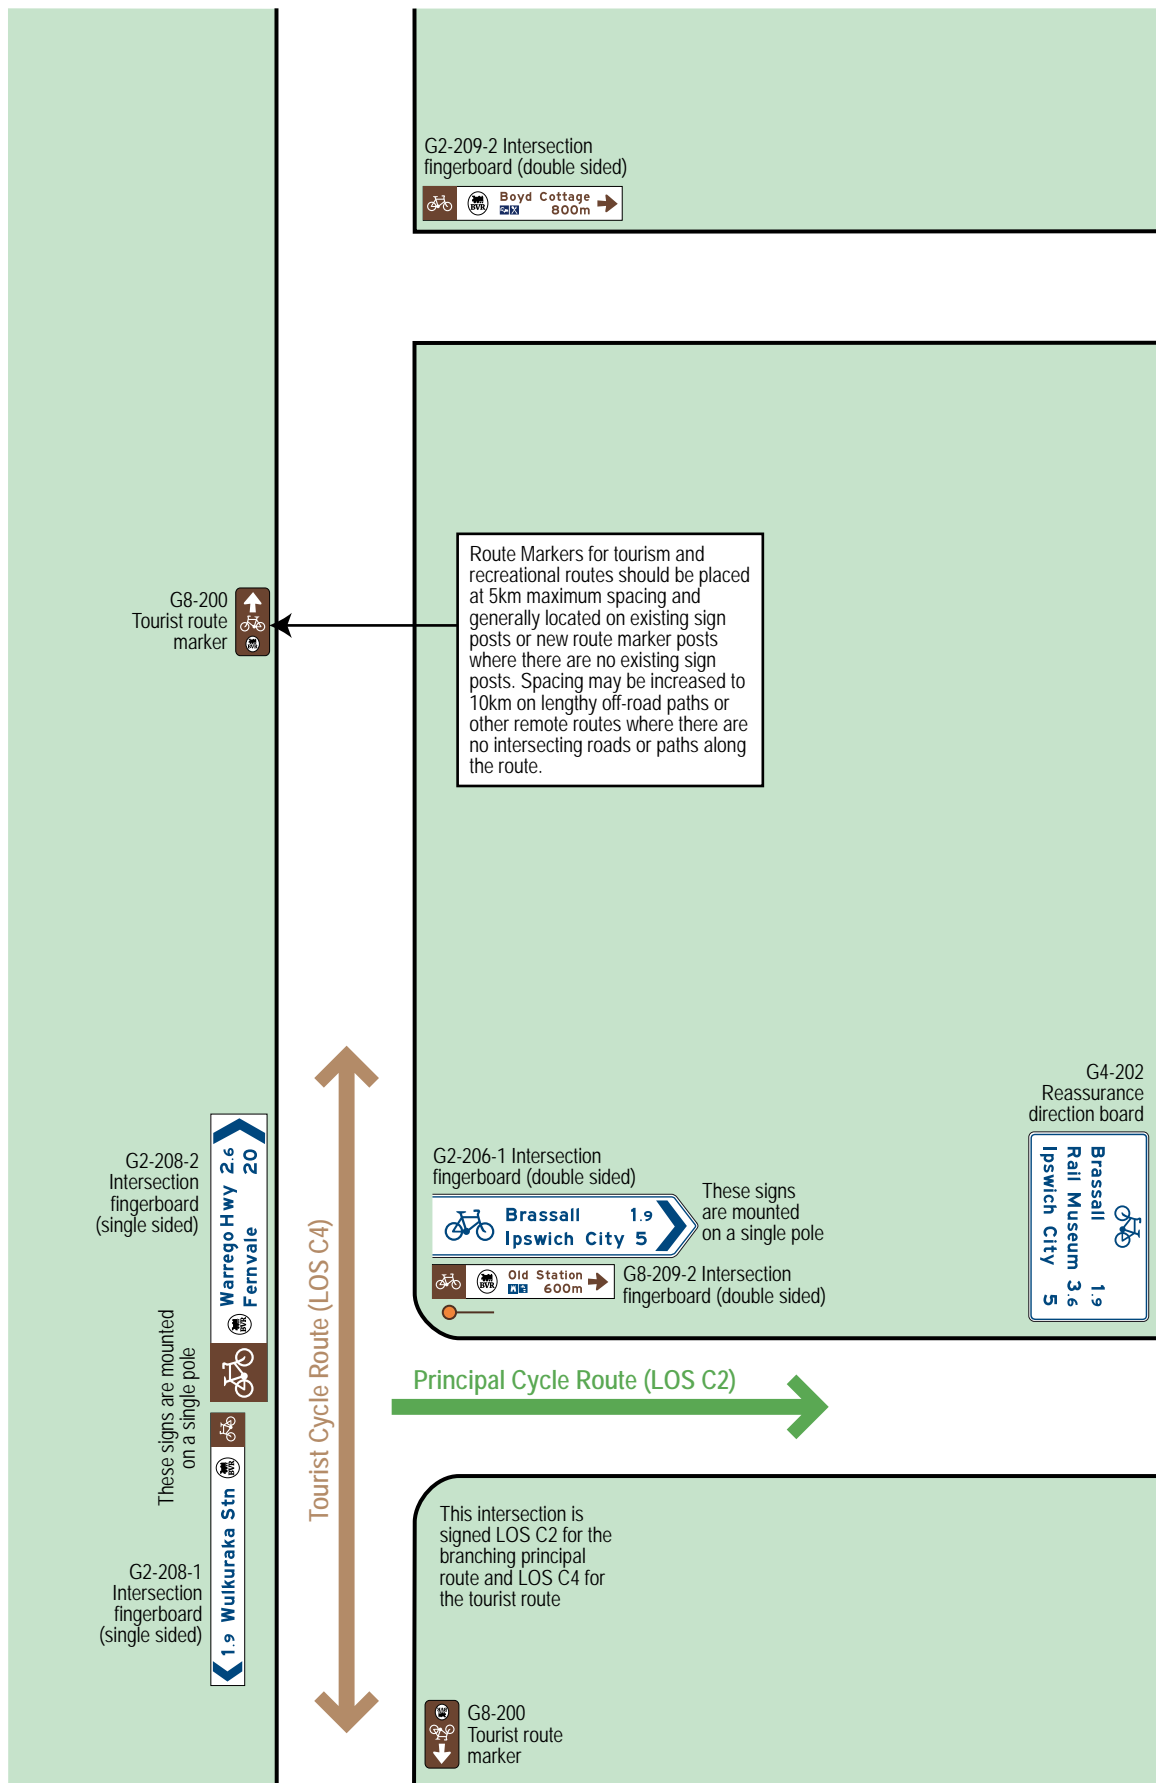 G2-209-2 Intersection
fingerboard (double sided)
BVR
Boyd Cottage
800m
Route Markers for tourism and
recreational routes should be placed
at 5km maximum spacing and
generally located on existing sign
posts or new route marker posts
where there are no existing sign
posts. Spacing may be increased to
10km on lengthy off-road paths or
other remote routes where there are
no intersecting roads or paths along
the route.
G8-200
Tourist route
marker
BVR
G4-202
Reassurance
direction board
Brassall 1.9
Rail Museum 3.6
Ipswich City 5
G2-208-2
Intersection
fingerboard
(single sided)
Warrego Hwy 2.6
Fernvale 20
BVR
G2-206-1 Intersection
fingerboard (double sided)
Brassall 1.9
Ipswich City 5
These signs
are mounted
on a single pole
BVR
Old Station
600m
G8-209-2 Intersection
fingerboard (double sided)
Tourist Cycle Route (LOS C4)
These signs are mounted
on a single pole
Principal Cycle Route (LOS C2)
BVR
1.9 Wulkuraka Stn
G2-208-1
Intersection
fingerboard
(single sided)
This intersection is
signed LOS C2 for the
branching principal
route and LOS C4 for
the tourist route
BVR
G8-200
Tourist route
marker